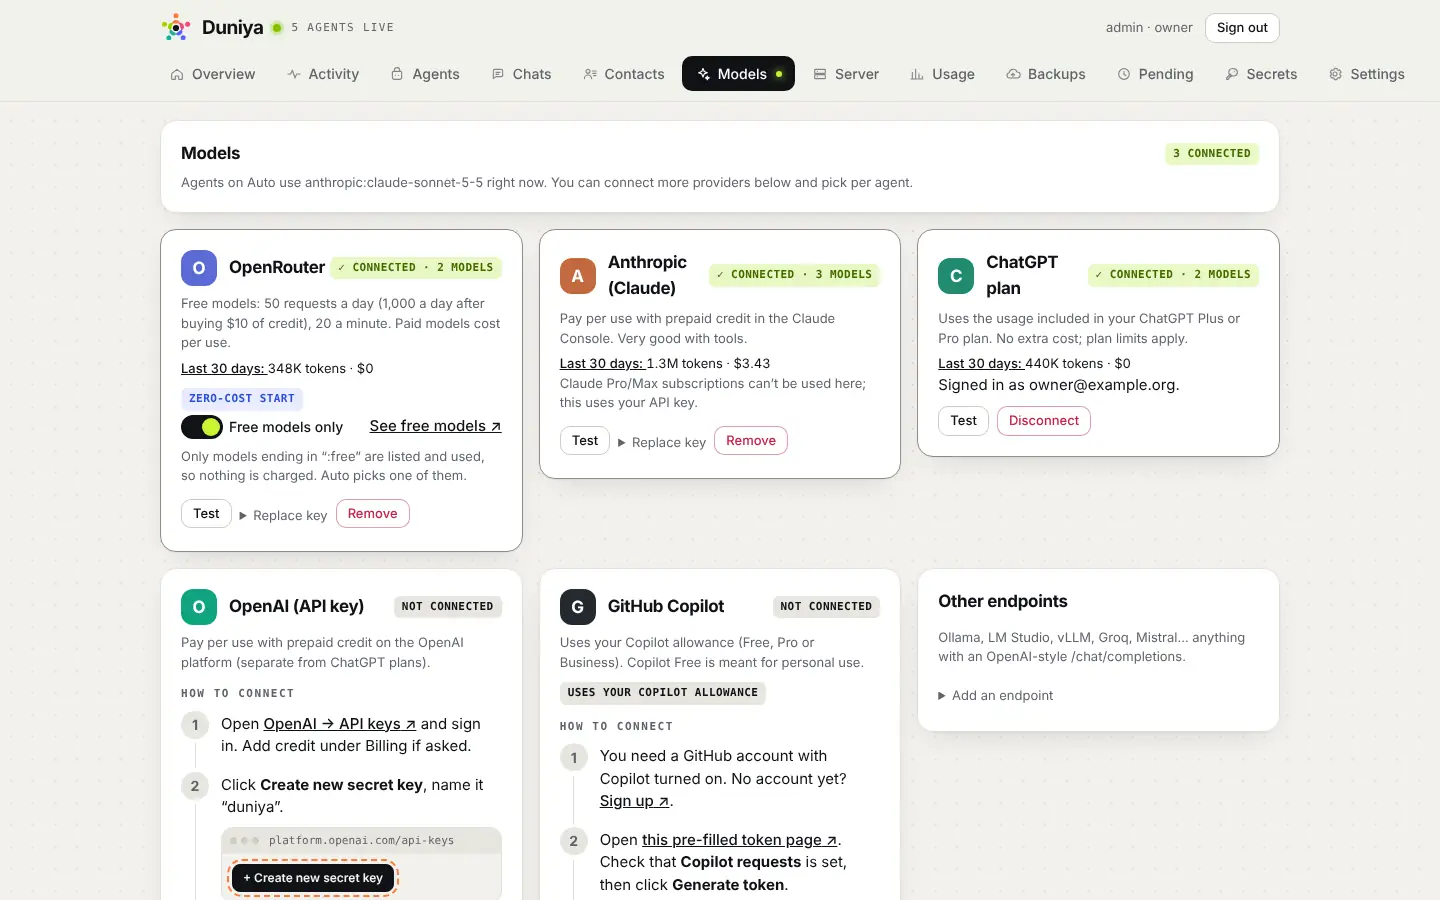 Duniya
5 AGENTS LIVE
admin · owner
Sign out
Overview
Activity
Agents
Chats
Contacts
Models
Server
Usage
Backups
Pending
Secrets
Settings
Models
3 CONNECTED
Agents on Auto use anthropic:claude-sonnet-5-5 right now. You can connect more providers below and pick per agent.
O
OpenRouter
✓ CONNECTED · 2 MODELS
Free models: 50 requests a day (1,000 a day after
buying $10 of credit), 20 a minute. Paid models cost
per use.
Last 30 days: 348K tokens · $0
ZERO-COST START
Free models only
See free models ↗
Only models ending in “:free” are listed and used,
so nothing is charged. Auto picks one of them.
Test
▶ Replace key
Remove
A
Anthropic
(Claude)
✓ CONNECTED · 3 MODELS
Pay per use with prepaid credit in the Claude
Console. Very good with tools.
Last 30 days: 1.3M tokens · $3.43
Claude Pro/Max subscriptions can’t be used here;
this uses your API key.
Test
▶ Replace key
Remove
C
ChatGPT
plan
✓ CONNECTED · 2 MODELS
Uses the usage included in your ChatGPT Plus or
Pro plan. No extra cost; plan limits apply.
Last 30 days: 440K tokens · $0
Signed in as owner@example.org.
Test
Disconnect
O
OpenAI (API key)
NOT CONNECTED
Pay per use with prepaid credit on the OpenAI
platform (separate from ChatGPT plans).
HOW TO CONNECT
1
Open OpenAI → API keys ↗ and sign
in. Add credit under Billing if asked.
2
Click Create new secret key, name it
“duniya”.
platform.openai.com/api-keys
+ Create new secret key
G
GitHub Copilot
NOT CONNECTED
Uses your Copilot allowance (Free, Pro or
Business). Copilot Free is meant for personal use.
USES YOUR COPILOT ALLOWANCE
HOW TO CONNECT
1
You need a GitHub account with
Copilot turned on. No account yet?
Sign up ↗.
2
Open this pre-filled token page ↗.
Check that Copilot requests is set,
then click Generate token.
Other endpoints
Ollama, LM Studio, vLLM, Groq, Mistral... anything
with an OpenAI-style /chat/completions.
▶ Add an endpoint